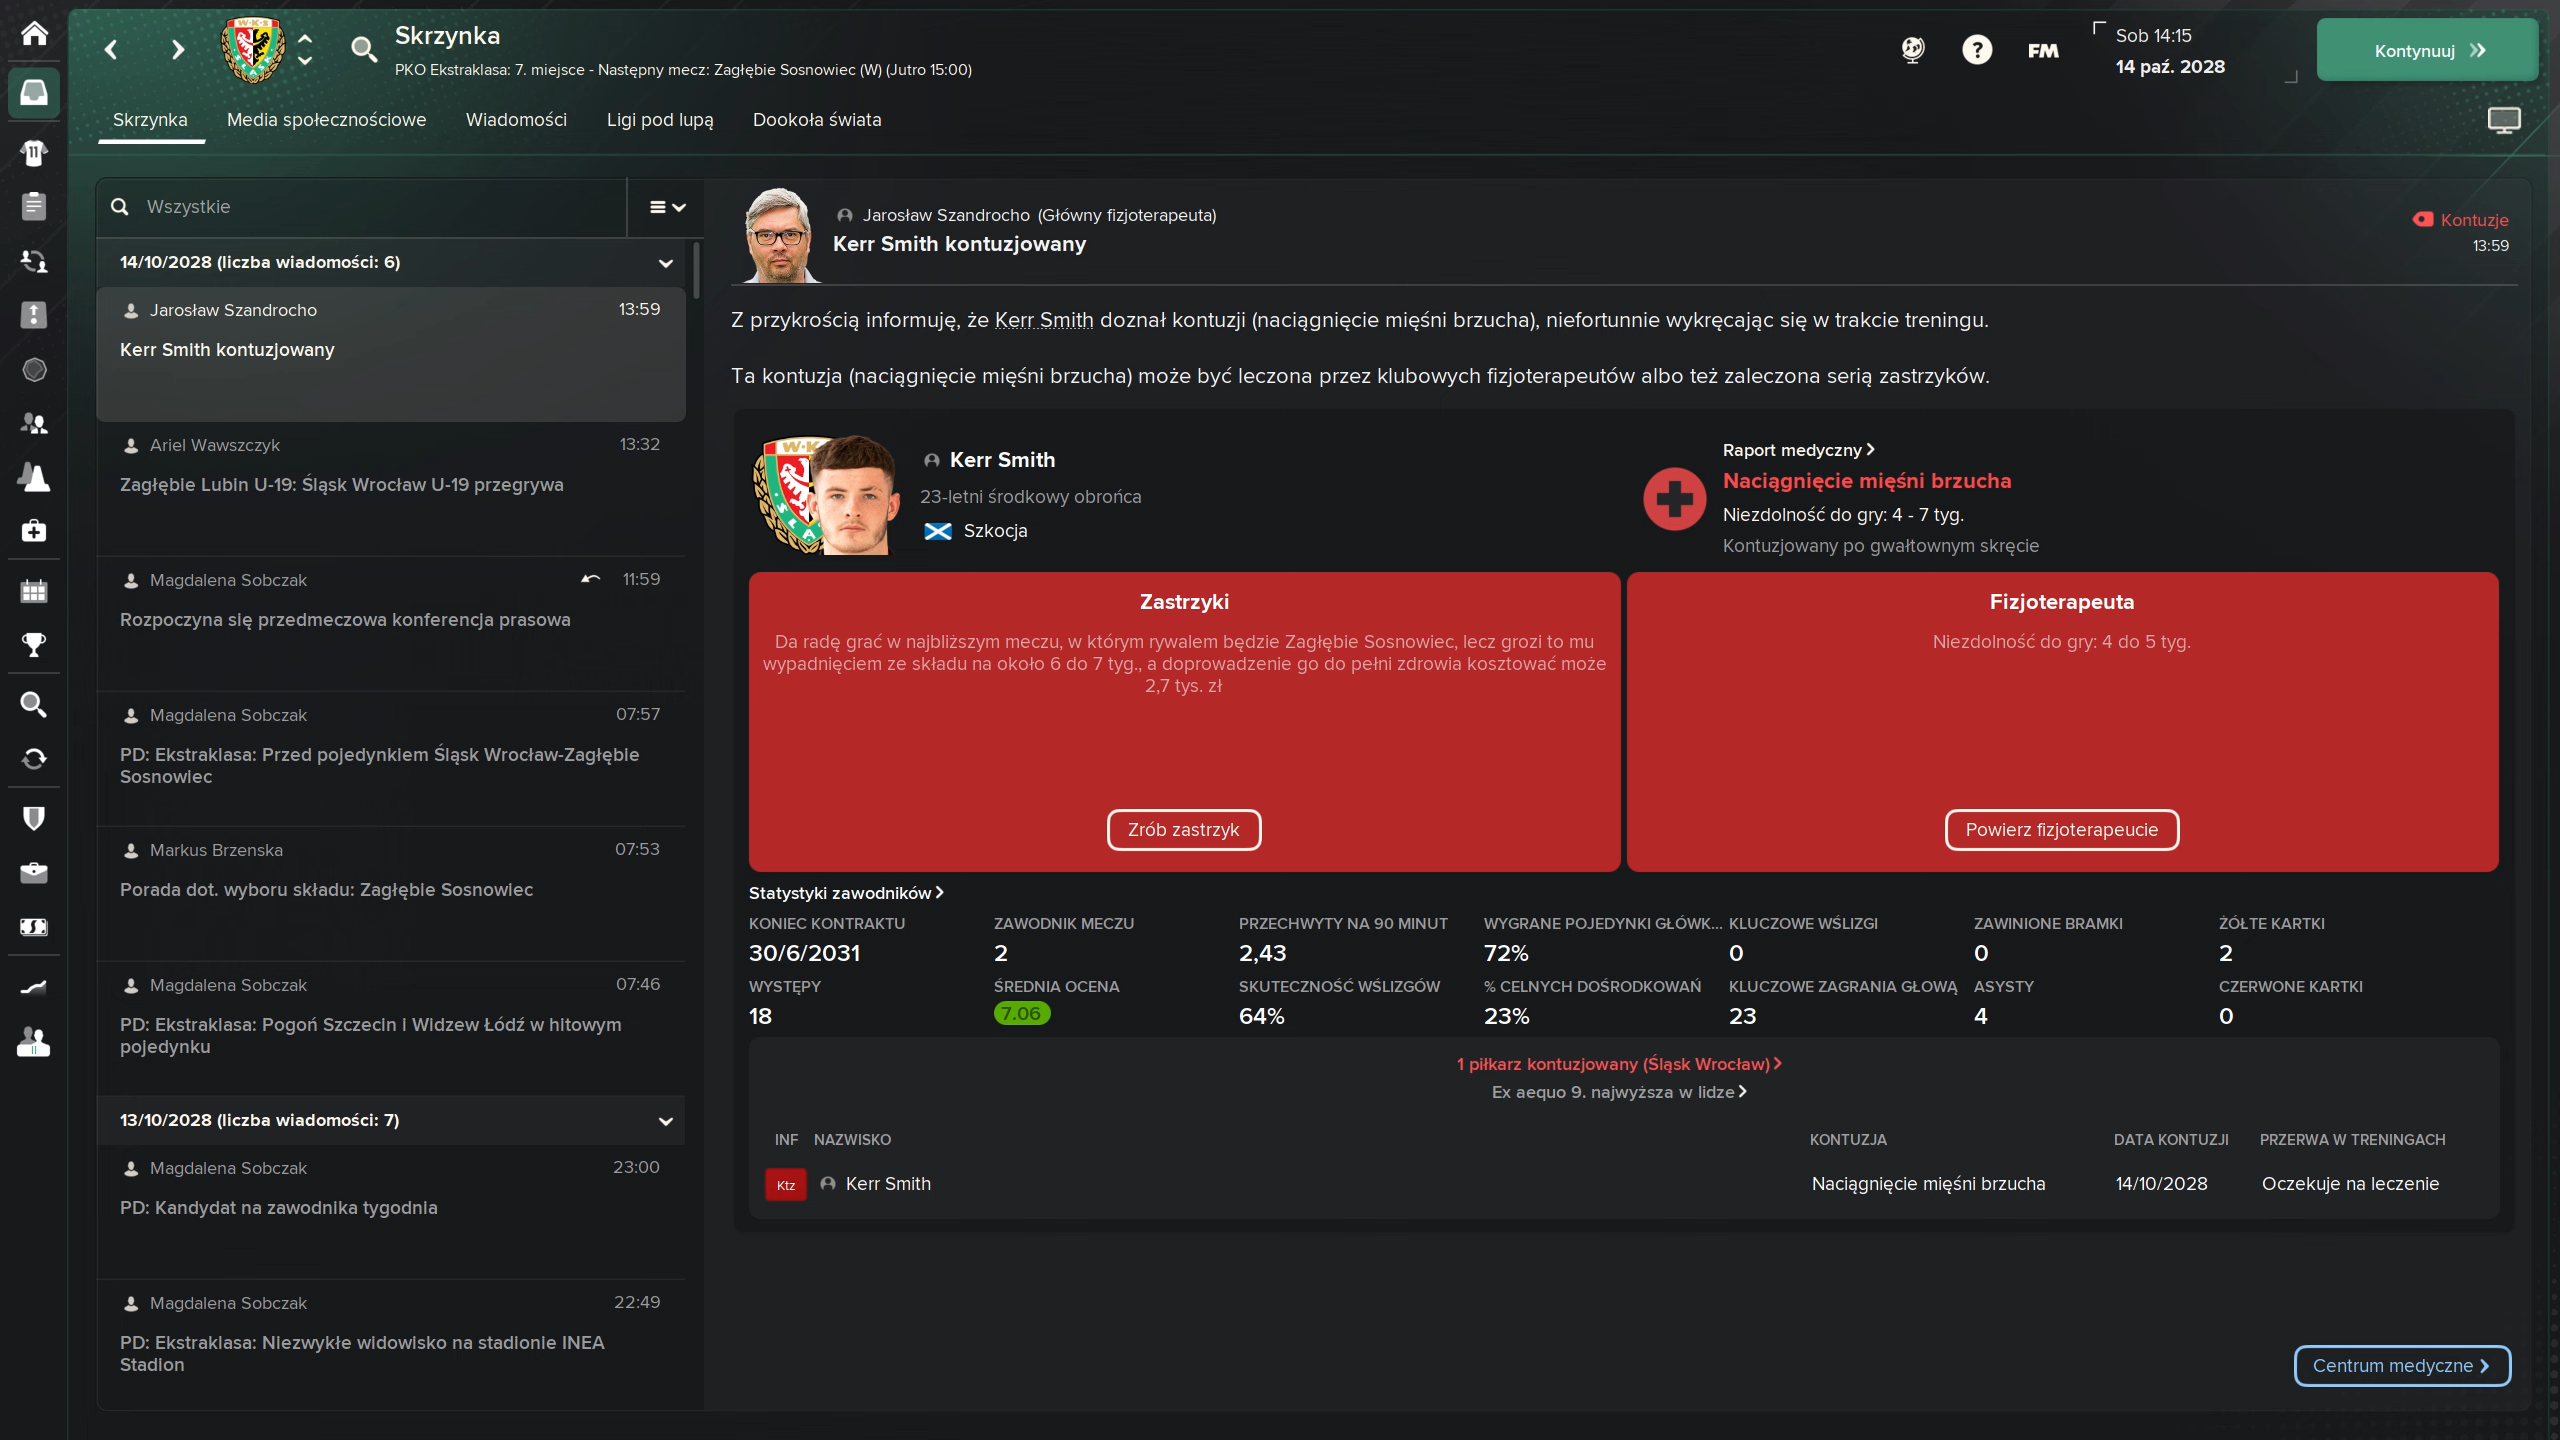 Skrzynka
PKO Ekstraklasa: 7. miejsce - Następny mecz: Zagłębie Sosnowiec (W) (Jutro 15:00)
FM
Sob 14:15
14 paź. 2028
Kontynuuj
Skrzynka
Media społecznościowe
Wiadomości
Ligi pod lupą
Dookoła świata
Wszystkie
14/10/2028 (liczba wiadomości: 6)
Jarosław Szandrocho 13:59
Kerr Smith kontuzjowany
Ariel Wawszczyk 13:32
Zagłębie Lubin U-19: Śląsk Wrocław U-19 przegrywa
Magdalena Sobczak 11:59
Rozpoczyna się przedmeczowa konferencja prasowa
Magdalena Sobczak 07:57
PD: Ekstraklasa: Przed pojedynkiem Śląsk Wrocław-Zagłębie
Sosnowiec
Markus Brzenska 07:53
Porada dot. wyboru składu: Zagłębie Sosnowiec
Magdalena Sobczak 07:46
PD: Ekstraklasa: Pogoń Szczecin i Widzew Łódź w hitowym
pojedynku
13/10/2028 (liczba wiadomości: 7)
Magdalena Sobczak 23:00
PD: Kandydat na zawodnika tygodnia
Magdalena Sobczak 22:49
PD: Ekstraklasa: Niezwykłe widowisko na stadionie INEA
Stadion
Jarosław Szandrocho (Główny fizjoterapeuta)
Kerr Smith kontuzjowany
Kontuzje
13:59
Z przykrością informuję, że Kerr Smith doznał kontuzji (naciągnięcie mięśni brzucha), niefortunnie wykręcając się w trakcie treningu.
Ta kontuzja (naciągnięcie mięśni brzucha) może być leczona przez klubowych fizjoterapeutów albo też zaleczona serią zastrzyków.
Kerr Smith
23-letni środkowy obrońca
Szkocja
Raport medyczny
Naciągnięcie mięśni brzucha
Niezdolność do gry: 4 - 7 tyg.
Kontuzjowany po gwałtownym skręcie
Zastrzyki
Da radę grać w najbliższym meczu, w którym rywalem będzie Zagłębie Sosnowiec, lecz grozi to mu
wypadnięciem ze składu na około 6 do 7 tyg., a doprowadzenie go do pełni zdrowia kosztować może
2,7 tys. zł
Zrób zastrzyk
Fizjoterapeuta
Niezdolność do gry: 4 do 5 tyg.
Powierz fizjoterapeucie
Statystyki zawodników
KONIEC KONTRAKTU ZAWODNIK MECZU PRZECHWYTY NA 90 MINUT WYGRANE POJEDYNKI GŁÓWK... KLUCZOWE WŚLIZGI ZAWINIONE BRAMKI ŻÓŁTE KARTKI
30/6/2031 2 2,43 72% 0 0 2
WYSTĘPY ŚREDNIA OCENA SKUTECZNOŚĆ WŚLIZGÓW % CELNYCH DOŚRODKOWAŃ KLUCZOWE ZAGRANIA GŁOWĄ ASYSTY CZERWONE KARTKI
18 7.06 64% 23% 23 4 0
1 piłkarz kontuzjowany (Śląsk Wrocław)
Ex aequo 9. najwyższa w lidze
INF NAZWISKO KONTUZJA DATA KONTUZJI PRZERWA W TRENINGACH
Ktz Kerr Smith Naciągnięcie mięśni brzucha 14/10/2028 Oczekuje na leczenie
Centrum medyczne